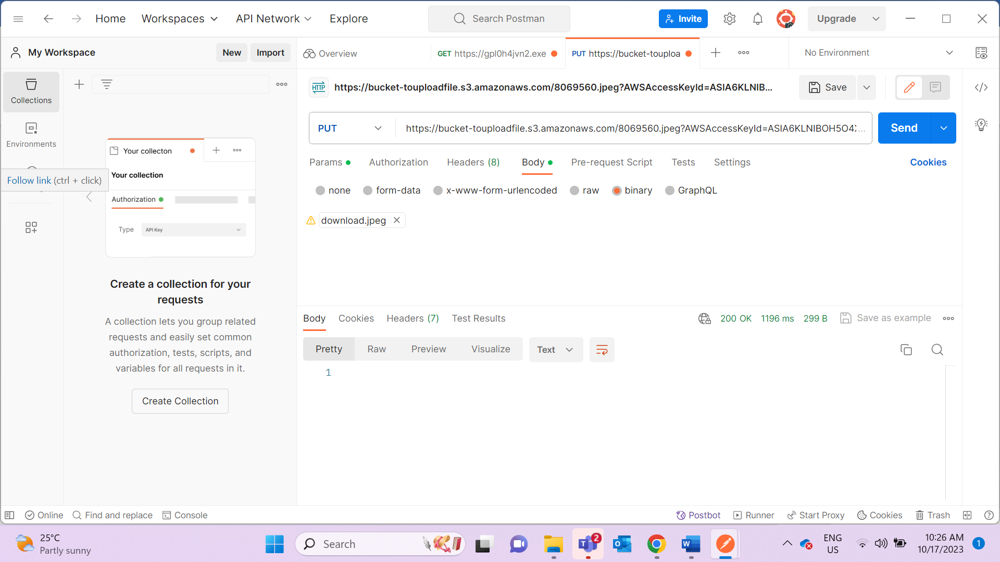 Home
Workspaces
API Network
Explore
Search Postman
Invite
Upgrade
My Workspace
New
Import
Overview
GET https://gpl0h4jvn2.exe
PUT https://bucket-touploa
No Environment
Collections
Environments
Follow link (ctrl + click)
Your collecton
Your collection
Authorization
Type
API Key
Create a collection for your
requests
A collection lets you group related
requests and easily set common
authorization, tests, scripts, and
variables for all requests in it.
Create Collection
HTTP
https://bucket-touploadfile.s3.amazonaws.com/8069560.jpeg?AWSAccessKeyId=ASIA6KLNIB...
Save
PUT
https://bucket-touploadfile.s3.amazonaws.com/8069560.jpeg?AWSAccessKeyId=ASIA6KLNIBOH5O4X...
Send
Params
Authorization
Headers (8)
Body
Pre-request Script
Tests
Settings
Cookies
none
form-data
x-www-form-urlencoded
raw
binary
GraphQL
download.jpeg
Body
Cookies
Headers (7)
Test Results
200 OK
1196 ms
299 B
Save as example
Pretty
Raw
Preview
Visualize
Text
1
Online
Find and replace
Console
Postbot
Runner
Start Proxy
Cookies
Trash
25°C
Partly sunny
Search
2
ENG
US
10:26 AM
10/17/2023
1